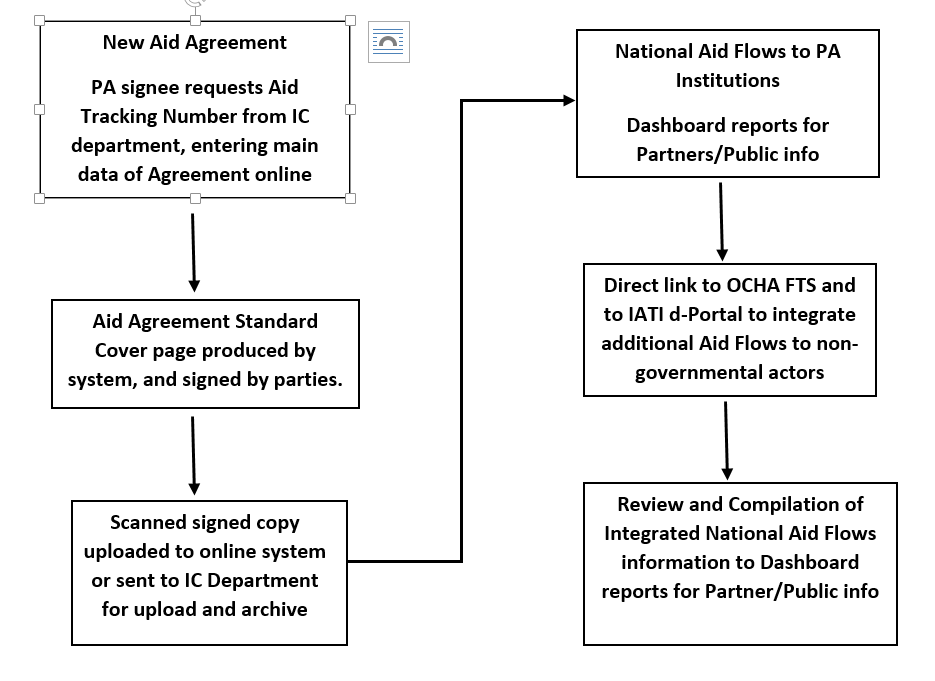 New Aid Agreement
PA signee requests Aid
Tracking Number from IC
department, entering main
data of Agreement online
Aid Agreement Standard
Cover page produced by
system, and signed by parties.
Scanned signed copy
uploaded to online system
or sent to IC Department
for upload and archive
National Aid Flows to PA
Institutions
Dashboard reports for
Partners/Public info
Direct link to OCHA FTS and
to IATI d-Portal to integrate
additional Aid Flows to non-
governmental actors
Review and Compilation of
Integrated National Aid Flows
information to Dashboard
reports for Partner/Public info